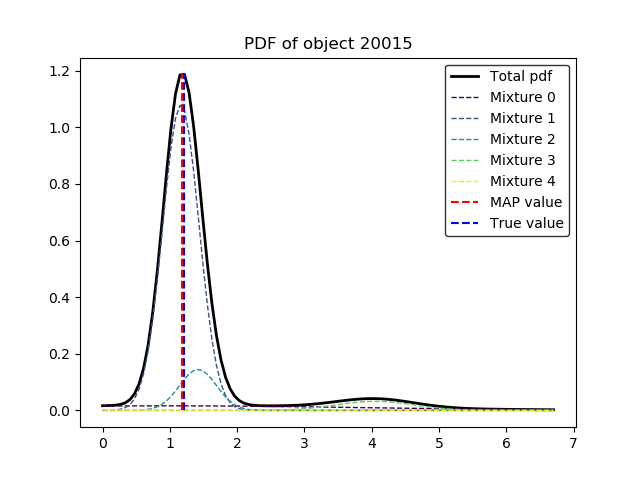 PDF of object 20015
1.2
1.0
0.8
0.6
0.4
0.2
0.0
0 1 2 3 4 5 6 7
Total pdf
Mixture 0
Mixture 1
Mixture 2
Mixture 3
Mixture 4
MAP value
True value